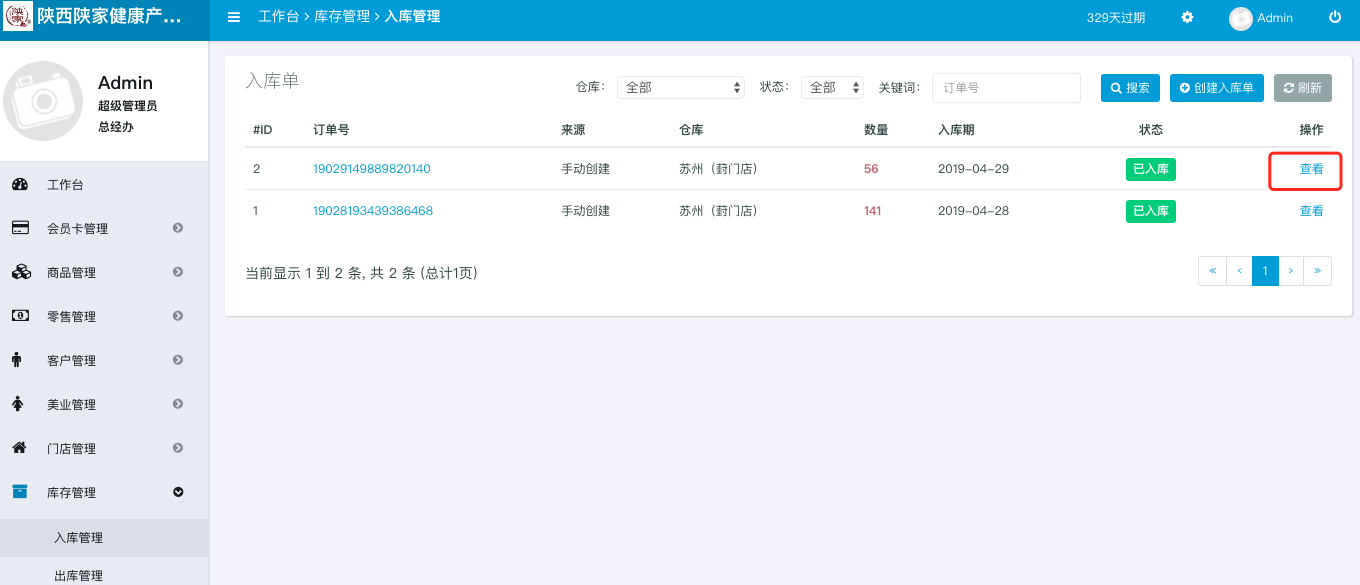 陕西陕家健康产...
工作台 > 库存管理 > 入库管理
329天过期
Admin
Admin
超级管理员
总经办
工作台
会员卡管理
商品管理
零售管理
客户管理
美业管理
门店管理
库存管理
入库管理
出库管理
入库单
仓库: 全部 状态: 全部 关键词: 订单号 搜索 创建入库单 刷新
#ID 订单号 来源 仓库 数量 入库期 状态 操作
2 19029149889820140 手动创建 苏州（葑门店） 56 2019-04-29 已入库 查看
1 19028193439386468 手动创建 苏州（葑门店） 141 2019-04-28 已入库 查看
当前显示 1 到 2 条, 共 2 条 (总计1页)
« ‹ 1 › »